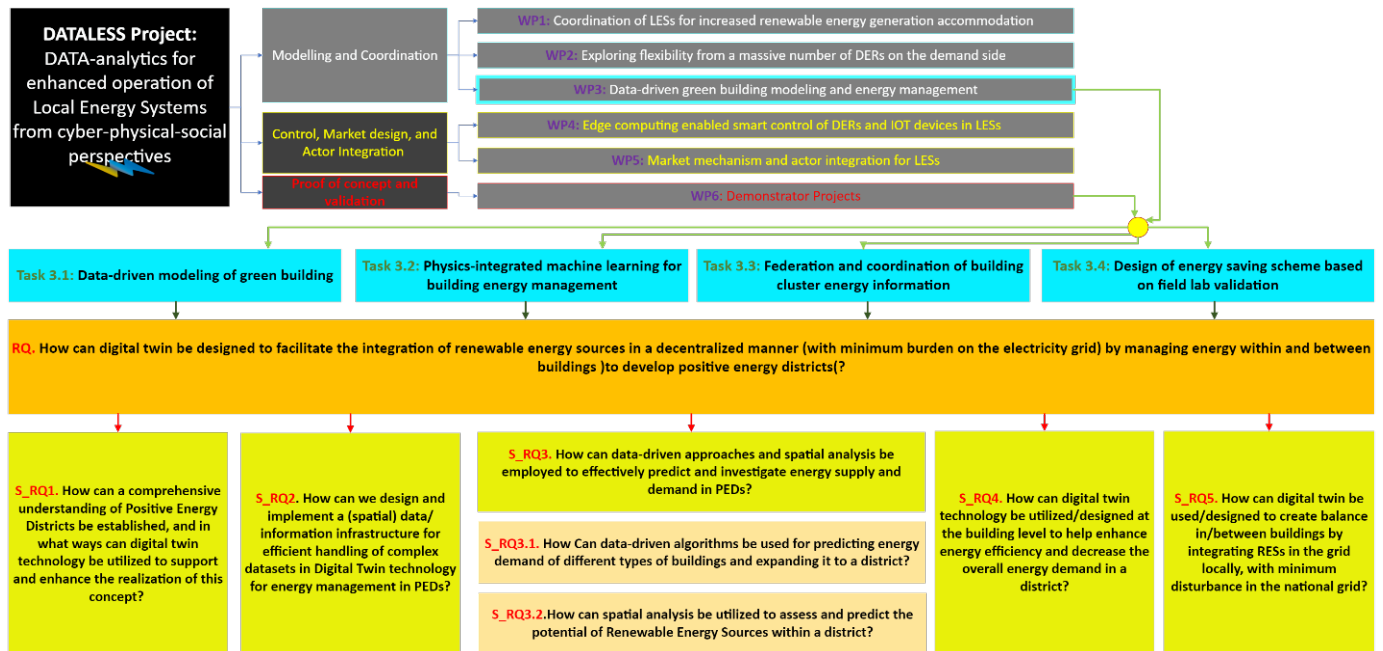 DATALESS Project:
DATA-analytics for
enhanced operation of
Local Energy Systems
from cyber-physical-social
perspectives
Modelling and Coordination
WP1: Coordination of LESs for increased renewable energy generation accommodation
WP2: Exploring flexibility from a massive number of DERs on the demand side
WP3: Data-driven green building modeling and energy management
Control, Market design, and
Actor Integration
WP4: Edge computing enabled smart control of DERs and IOT devices in LESs
WP5: Market mechanism and actor integration for LESs
Proof of concept and
validation
WP6: Demonstrator Projects
Task 3.1: Data-driven modeling of green building
Task 3.2: Physics-integrated machine learning for
building energy management
Task 3.3: Federation and coordination of building
cluster energy information
Task 3.4: Design of energy saving scheme based
on field lab validation
RQ. How can digital twin be designed to facilitate the integration of renewable energy sources in a decentralized manner (with minimum burden on the electricity grid) by managing energy within and between
buildings )to develop positive energy districts(?
S_RQ1. How can a comprehensive
understanding of Positive Energy
Districts be established, and in
what ways can digital twin
technology be utilized to support
and enhance the realization of this
concept?
S_RQ2. How can we design and
implement a (spatial) data/
information infrastructure for
efficient handling of complex
datasets in Digital Twin technology
for energy management in PEDs?
S_RQ3. How can data-driven approaches and spatial analysis be
employed to effectively predict and investigate energy supply and
demand in PEDs?
S_RQ3.1. How Can data-driven algorithms be used for predicting energy
demand of different types of buildings and expanding it to a district?
S_RQ3.2.How can spatial analysis be utilized to assess and predict the
potential of Renewable Energy Sources within a district?
S_RQ4. How can digital twin
technology be utilized/designed at
the building level to help enhance
energy efficiency and decrease the
overall energy demand in a
district?
S_RQ5. How can digital twin be
used/designed to create balance
in/between buildings by
integrating RESs in the grid
locally, with minimum
disturbance in the national grid?